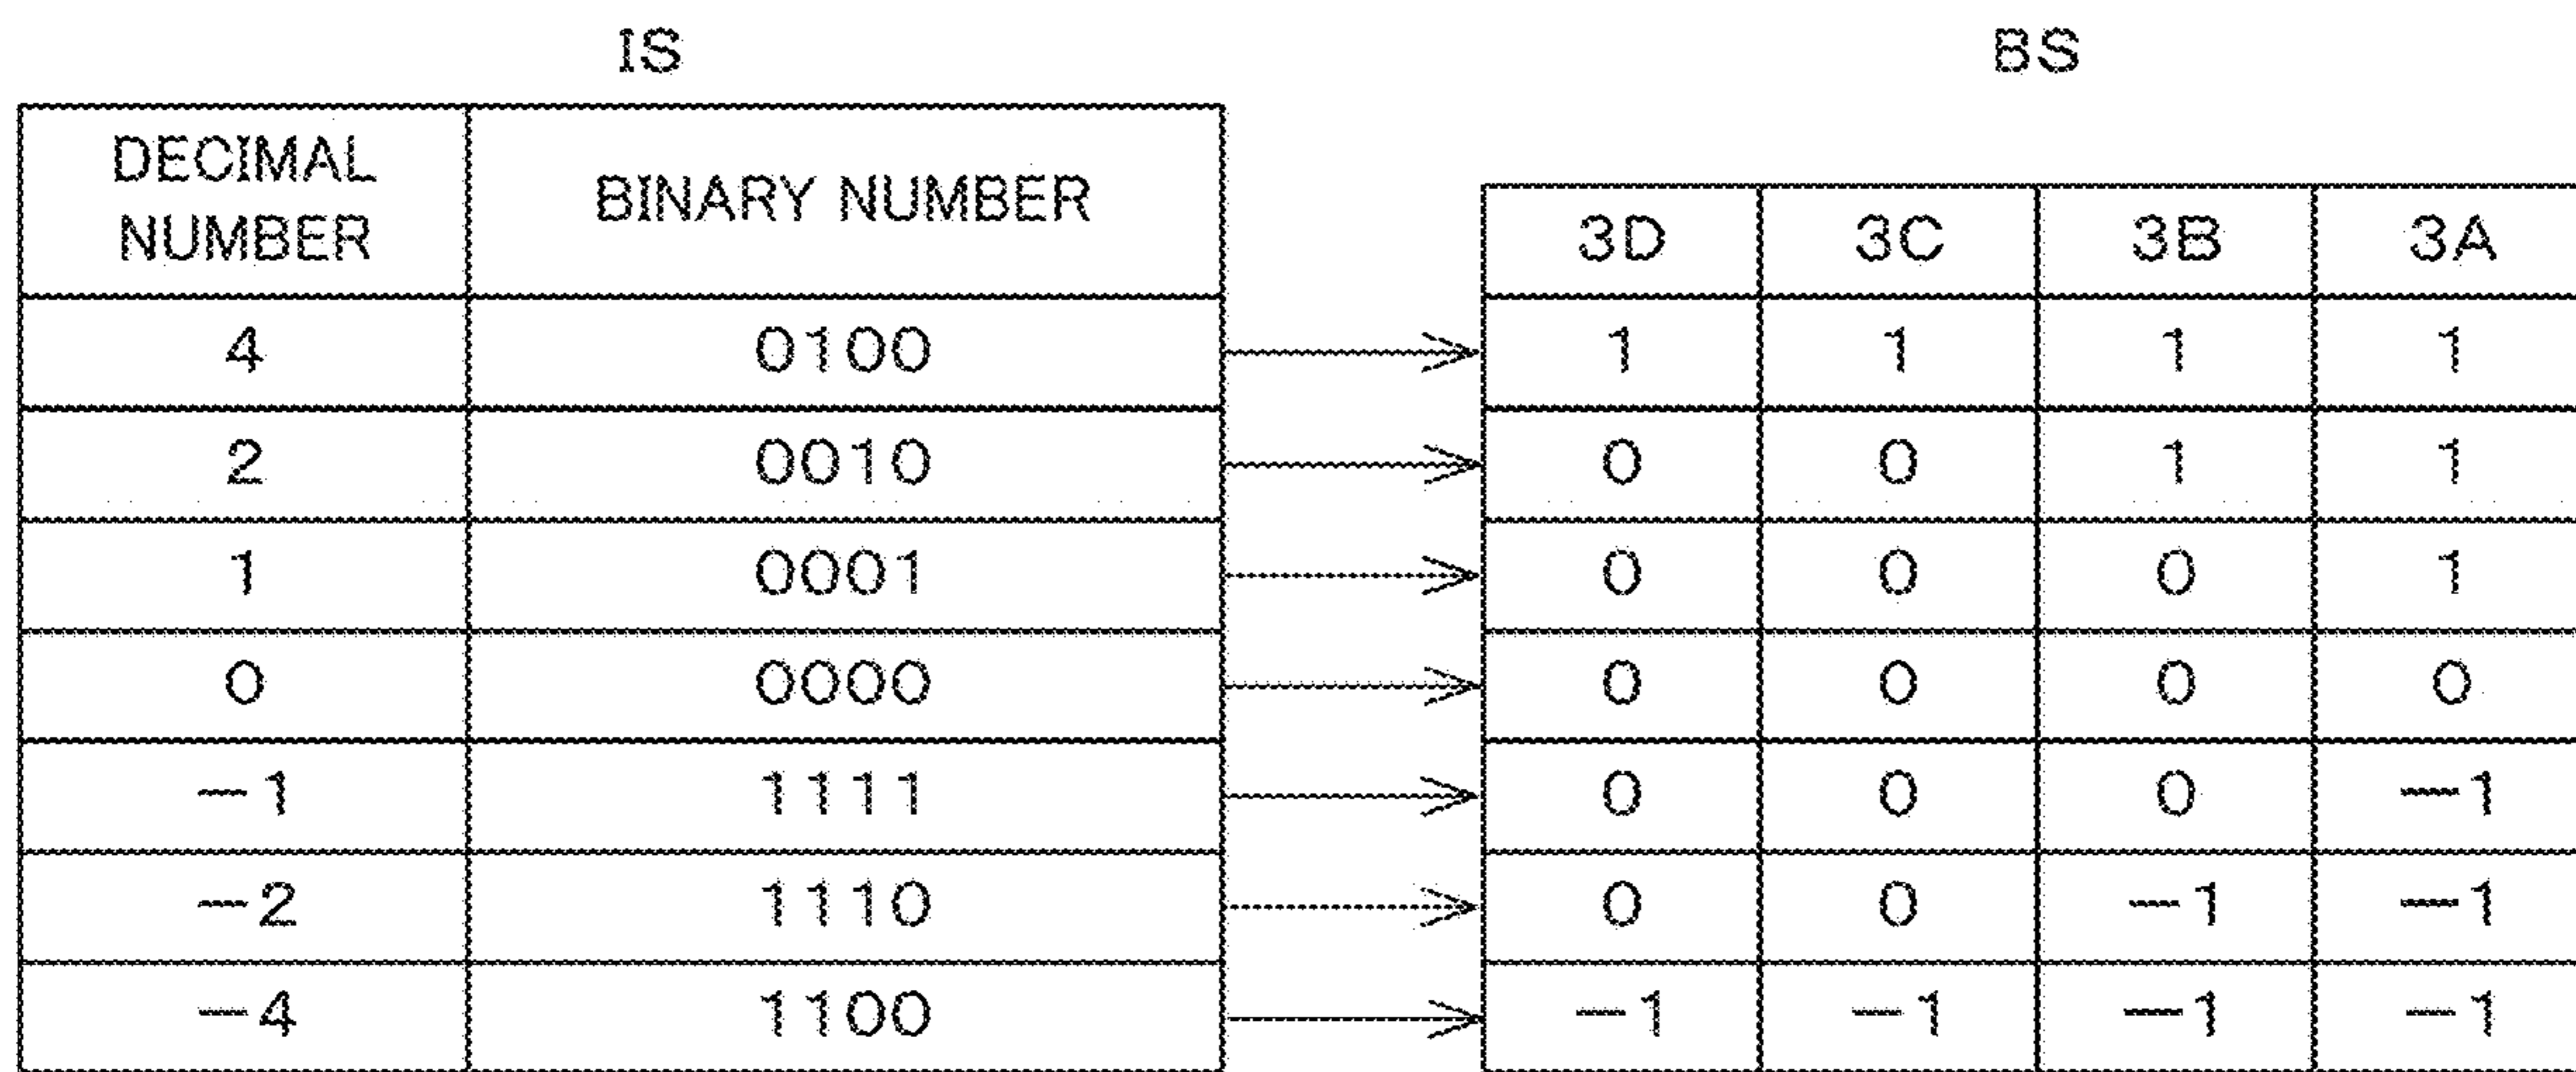 IS BS
DECIMAL
NUMBER BINARY NUMBER 3D 3C 3B 3A
4 0100 1 1 1 1
2 0010 0 0 1 1
1 0001 0 0 0 1
0 0000 0 0 0 0
−1 1111 0 0 0 −1
−2 1110 0 0 −1 −1
−4 1100 −1 −1 −1 −1